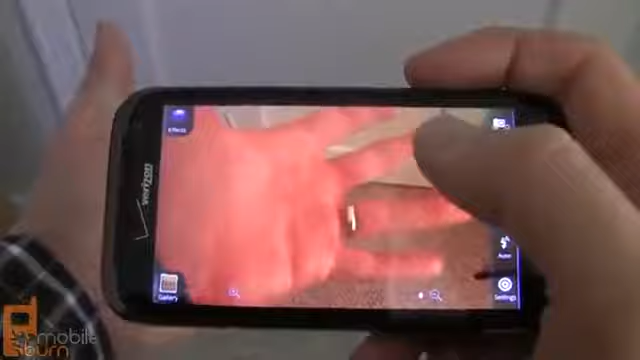 Effects
verizon
Auto
Gallery
Settings
mobile
burn